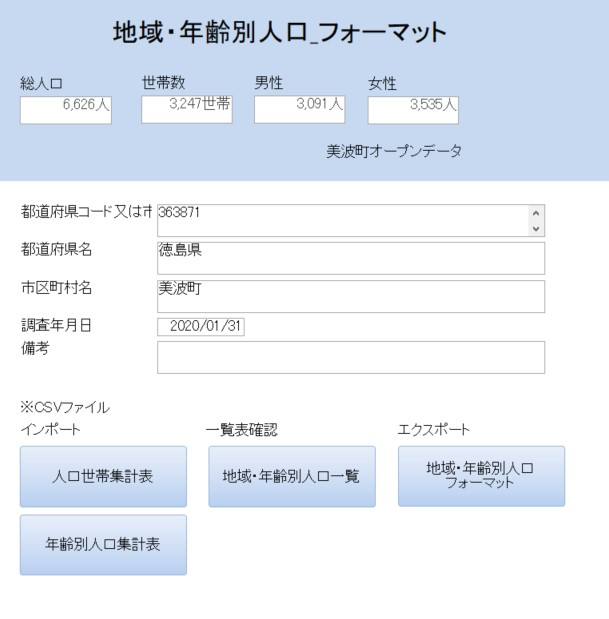 地域・年齢別人口_フォーマット
総人口 世帯数 男性 女性
6,626人 3,247世帯 3,091人 3,535人
美波町オープンデータ
都道府県コード又は市 363871
都道府県名 徳島県
市区町村名 美波町
調査年月日 2020/01/31
備考
※CSVファイル
インポート 一覧表確認 エクスポート
人口世帯集計表 地域・年齢別人口一覧 地域・年齢別人口
フォーマット
年齢別人口集計表